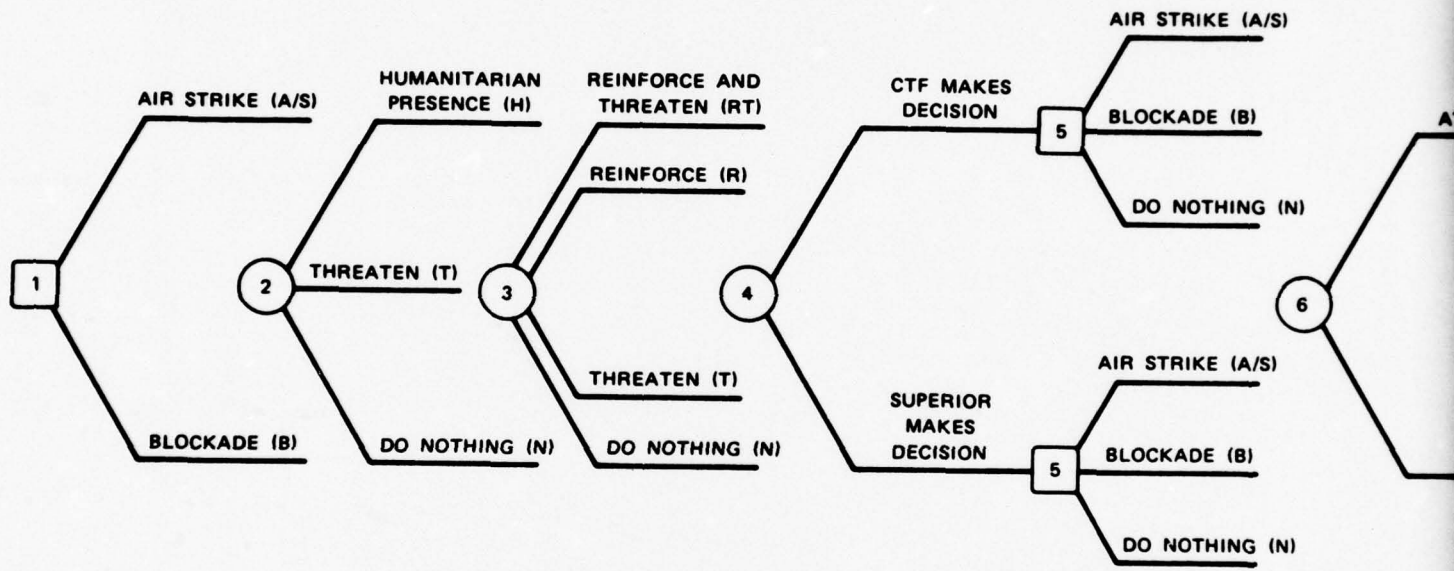 1
AIR STRIKE (A/S)
BLOCKADE (B)
2
HUMANITARIAN
PRESENCE (H)
THREATEN (T)
DO NOTHING (N)
3
REINFORCE AND
THREATEN (RT)
REINFORCE (R)
THREATEN (T)
DO NOTHING (N)
4
CTF MAKES
DECISION
5
AIR STRIKE (A/S)
BLOCKADE (B)
DO NOTHING (N)
SUPERIOR
MAKES
DECISION
5
AIR STRIKE (A/S)
BLOCKADE (B)
DO NOTHING (N)
6